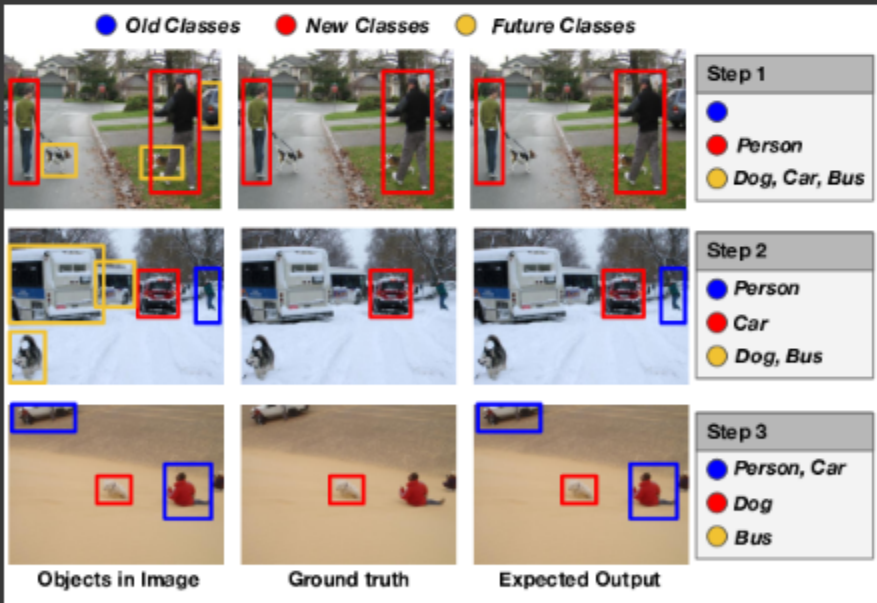 Old Classes New Classes Future Classes
Step 1
Person
Dog, Car, Bus
Step 2
Person
Car
Dog, Bus
Step 3
Person, Car
Dog
Bus
Objects in Image Ground truth Expected Output